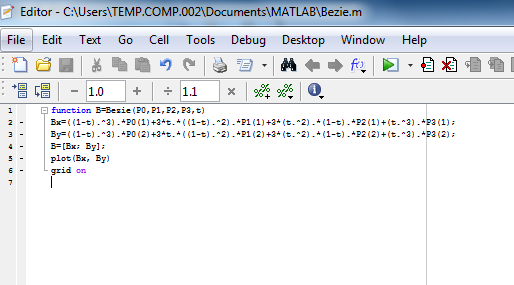 Editor - C:\Users\TEMP.COMP.002\Documents\MATLAB\Bezie.m
File Edit Text Go Cell Tools Debug Desktop Window Help
- 1.0 + ÷ 1.1 ×
1 function B=Bezie(P0,P1,P2,P3,t)
2 - Bx=((1-t).^3).*P0(1)+3*t.*((1-t).^2).*P1(1)+3*(t.^2).*(1-t).*P2(1)+(t.^3).*P3(1);
3 - By=((1-t).^3).*P0(2)+3*t.*((1-t).^2).*P1(2)+3*(t.^2).*(1-t).*P2(2)+(t.^3).*P3(2);
4 - B=[Bx; By];
5 - plot(Bx, By)
6 - grid on
7